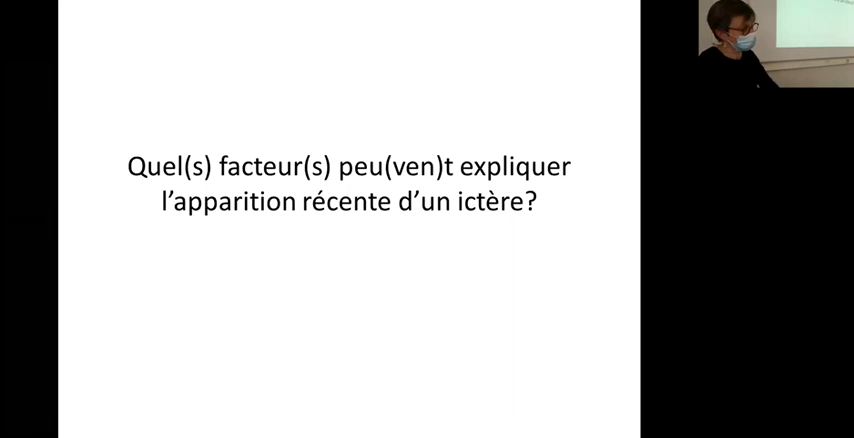 Quel(s) facteur(s) peu(ven)t expliquer
l'apparition récente d'un ictère?